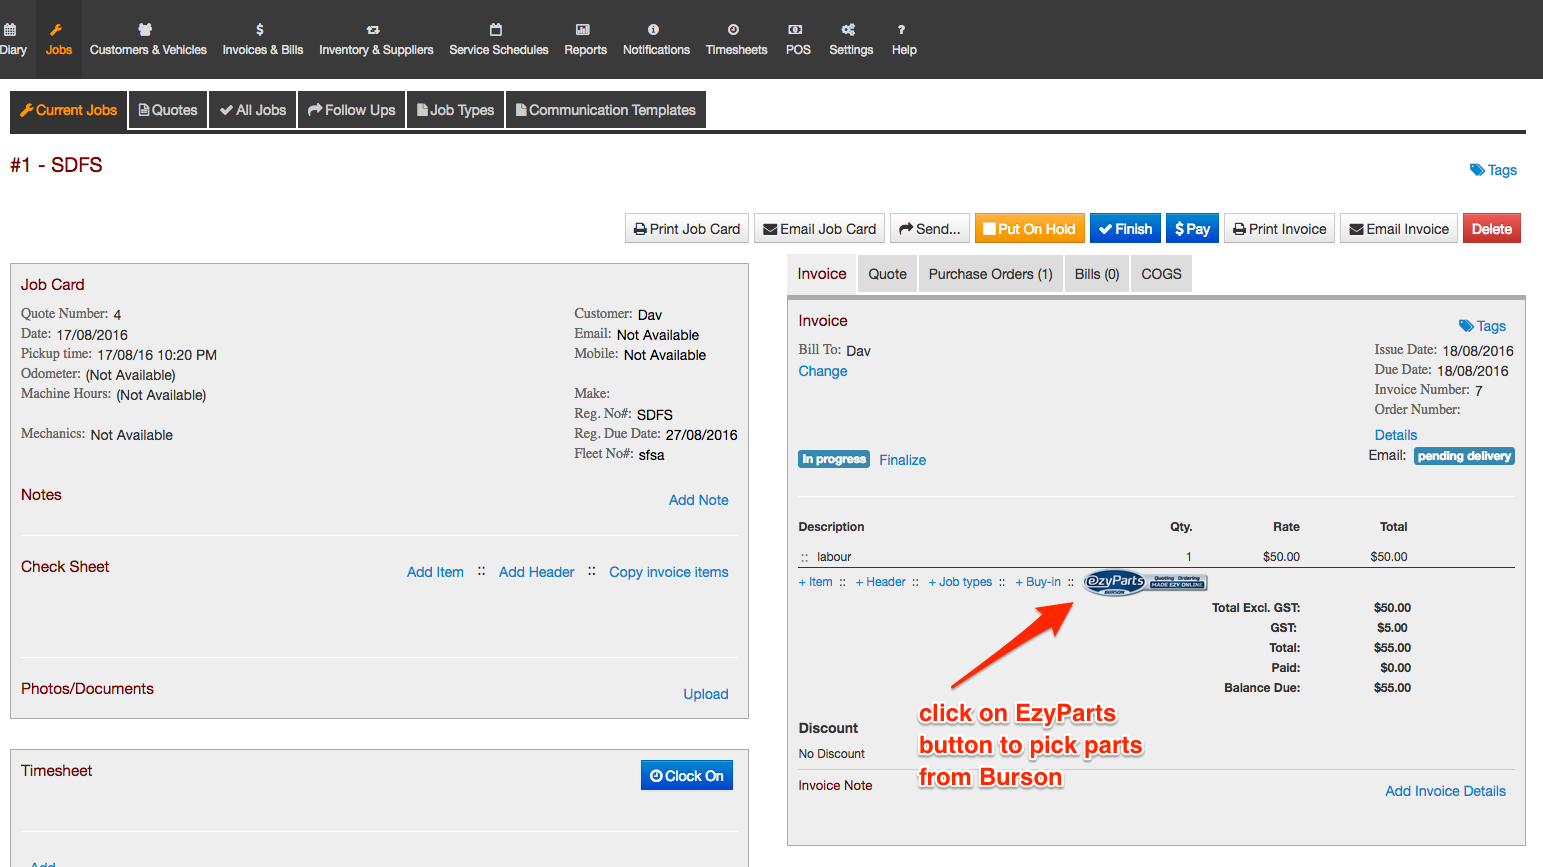 Diary Jobs Customers & Vehicles Invoices & Bills Inventory & Suppliers Service Schedules Reports Notifications Timesheets POS Settings Help
Current Jobs Quotes All Jobs Follow Ups Job Types Communication Templates
#1 - SDFS
Tags
Print Job Card Email Job Card Send... Put On Hold Finish $ Pay Print Invoice Email Invoice Delete
Job Card
Quote Number: 4
Date: 17/08/2016
Pickup time: 17/08/16 10:20 PM
Odometer: (Not Available)
Machine Hours: (Not Available)
Mechanics: Not Available
Customer: Dav
Email: Not Available
Mobile: Not Available
Make:
Reg. No#: SDFS
Reg. Due Date: 27/08/2016
Fleet No#: sfsa
Notes
Add Note
Check Sheet
Add Item :: Add Header :: Copy invoice items
Photos/Documents
Upload
Timesheet
Clock On
Add
Invoice Quote Purchase Orders (1) Bills (0) COGS
Invoice
Tags
Bill To: Dav
Change
Issue Date: 18/08/2016
Due Date: 18/08/2016
Invoice Number: 7
Order Number:
Details
In progress Finalize
Email: pending delivery
Description Qty. Rate Total
:: labour 1 $50.00 $50.00
+ Item :: + Header :: + Job types :: + Buy-in ::
ezyParts
BURSON
Quoting Ordering
MADE EZY ONLINE
Total Excl. GST: $50.00
GST: $5.00
Total: $55.00
Paid: $0.00
Balance Due: $55.00
click on EzyParts
button to pick parts
from Burson
Discount
No Discount
Invoice Note
Add Invoice Details